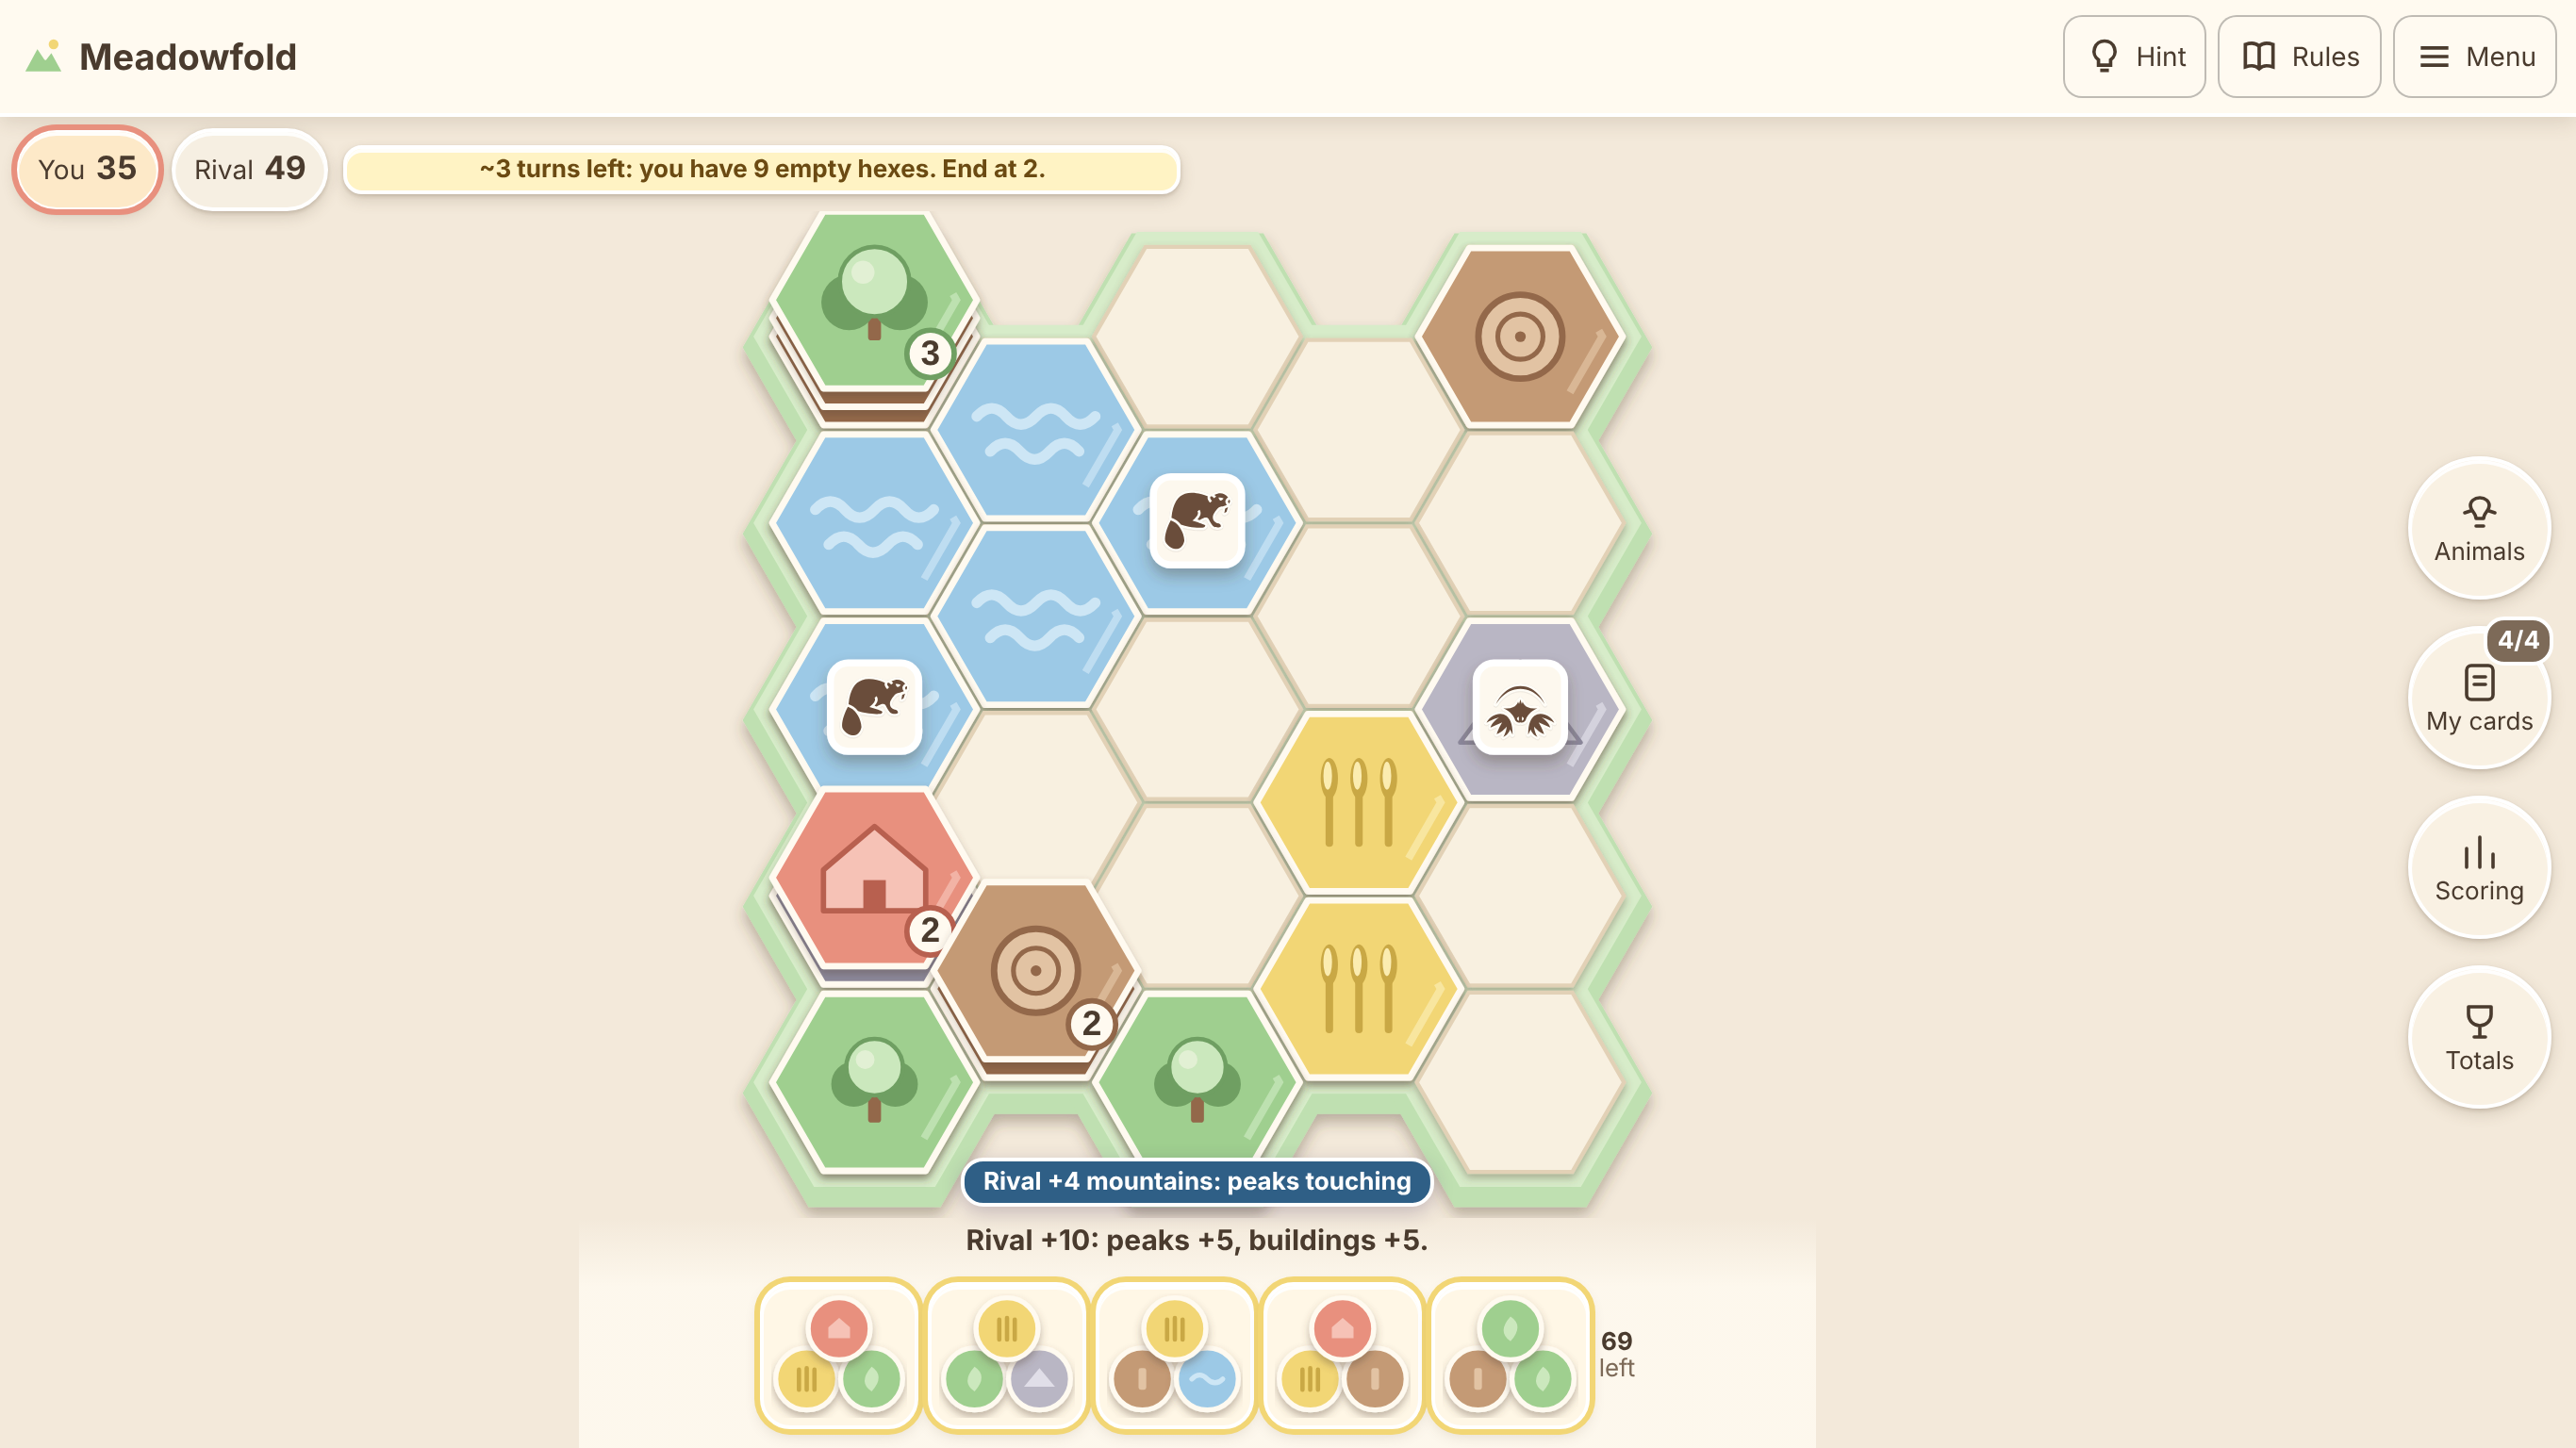 Meadowfold
Hint
Rules
Menu
You 35
Rival 49
~3 turns left: you have 9 empty hexes. End at 2.
3
2
2
Animals
4/4
My cards
Scoring
Totals
Rival +4 mountains: peaks touching
Rival +10: peaks +5, buildings +5.
69
left